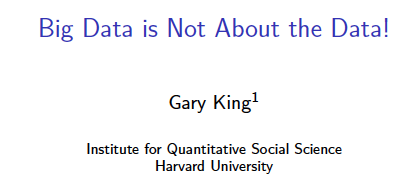 Big Data is Not About the Data!
Gary King¹
Institute for Quantitative Social Science
Harvard University